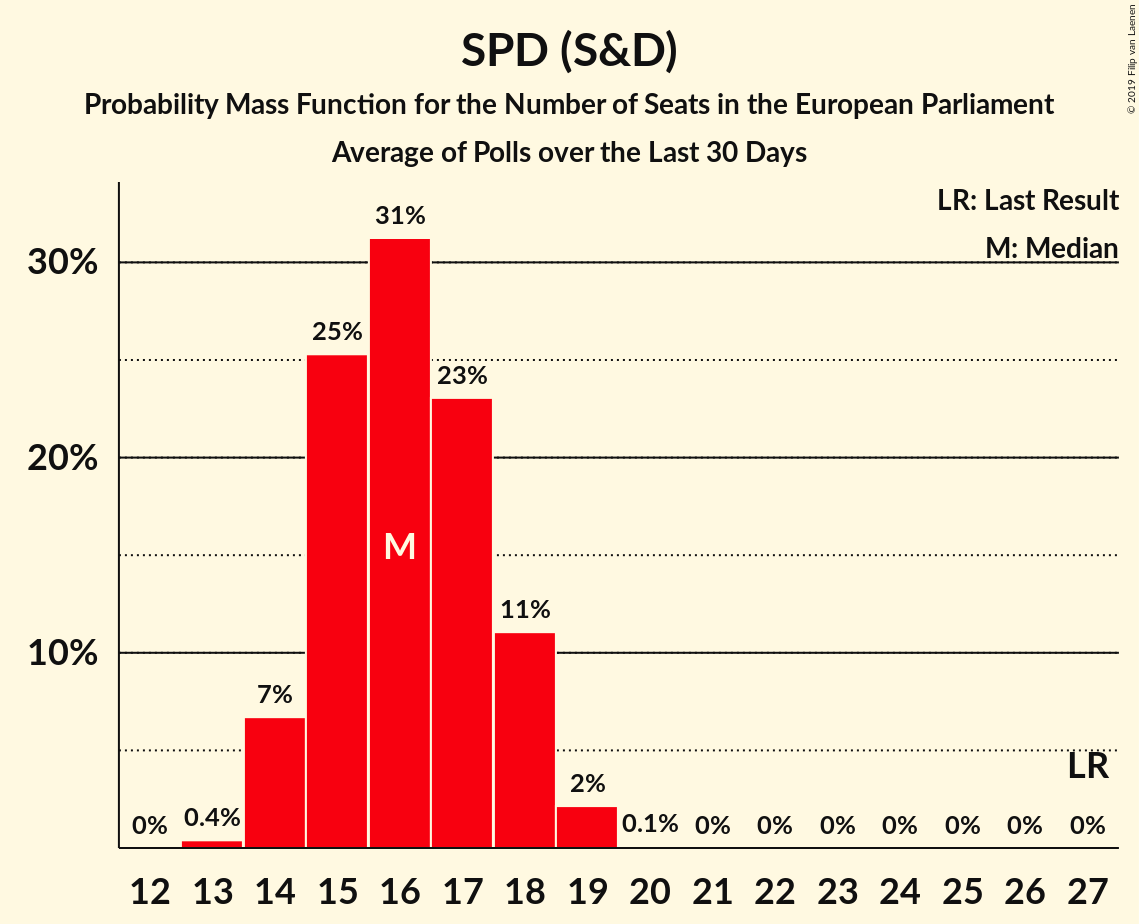 SPD (S&D)
Probability Mass Function for the Number of Seats in the European Parliament
Average of Polls over the Last 30 Days
© 2019 Filip van Laenen
LR: Last Result
M: Median
30%
20%
10%
0%
0.4%
7%
25%
31%
23%
11%
2%
0.1%
0%
0%
0%
0%
0%
0%
0%
M
LR
12 13 14 15 16 17 18 19 20 21 22 23 24 25 26 27